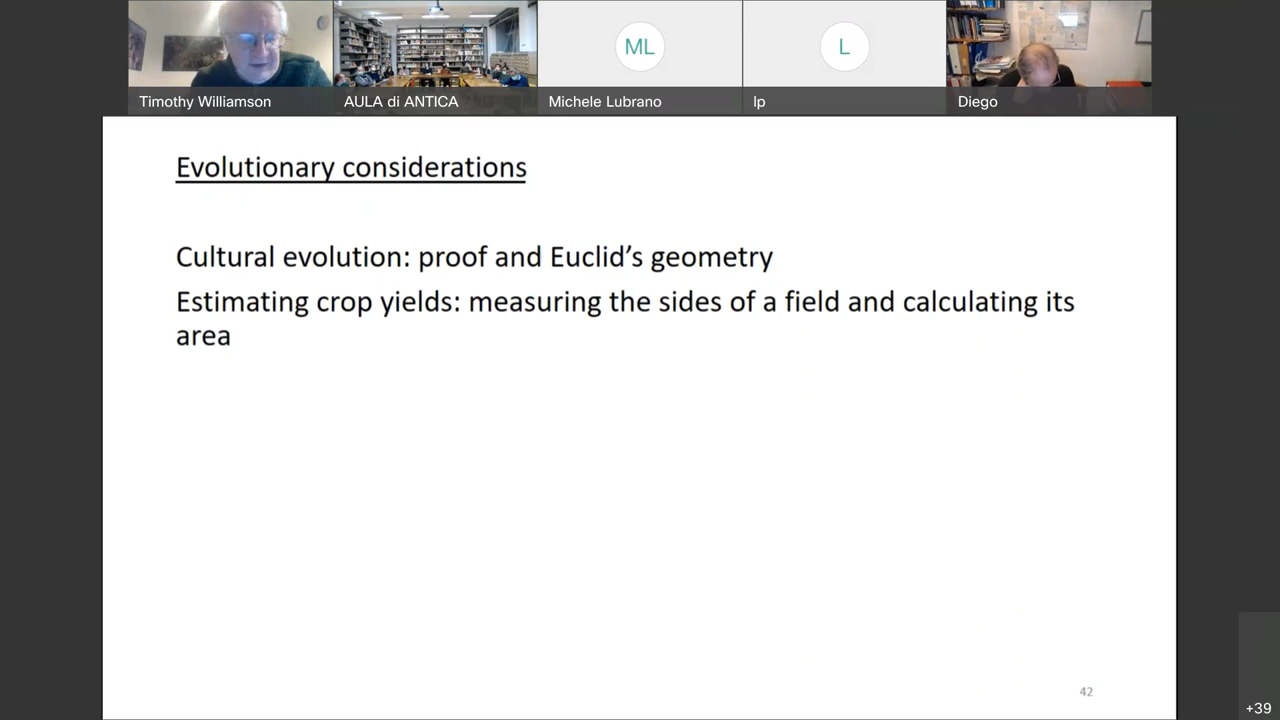 ML
L
Timothy Williamson
AULA di ANTICA
Michele Lubrano
lp
Diego
Evolutionary considerations
Cultural evolution: proof and Euclid’s geometry
Estimating crop yields: measuring the sides of a field and calculating its
area
42
+39